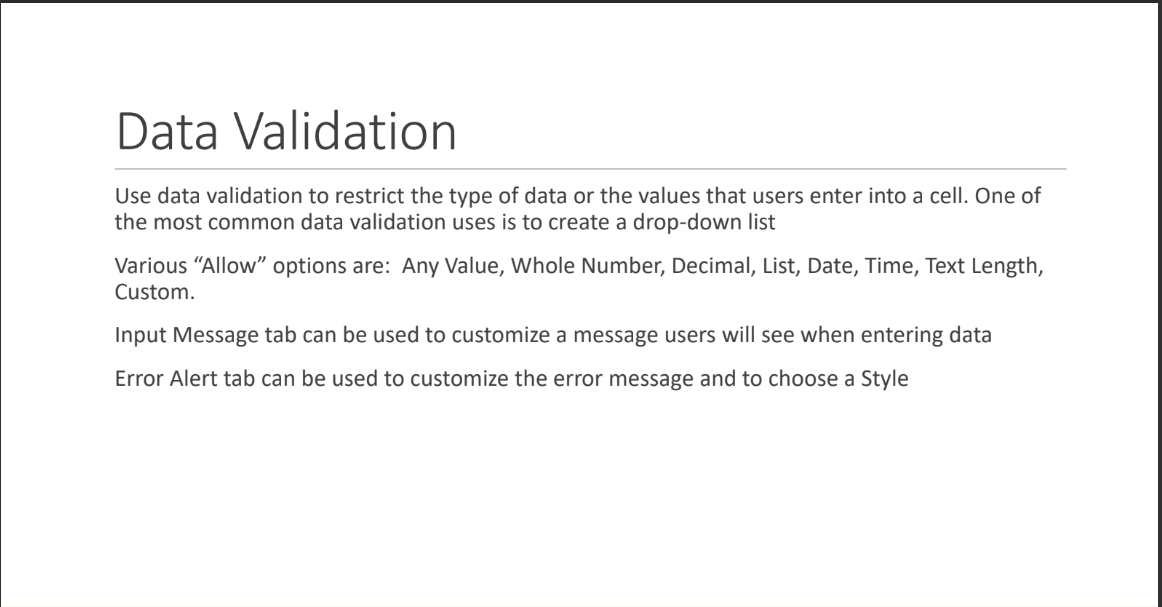 Data Validation
Use data validation to restrict the type of data or the values that users enter into a cell. One of
the most common data validation uses is to create a drop-down list
Various “Allow” options are:  Any Value, Whole Number, Decimal, List, Date, Time, Text Length,
Custom.
Input Message tab can be used to customize a message users will see when entering data
Error Alert tab can be used to customize the error message and to choose a Style